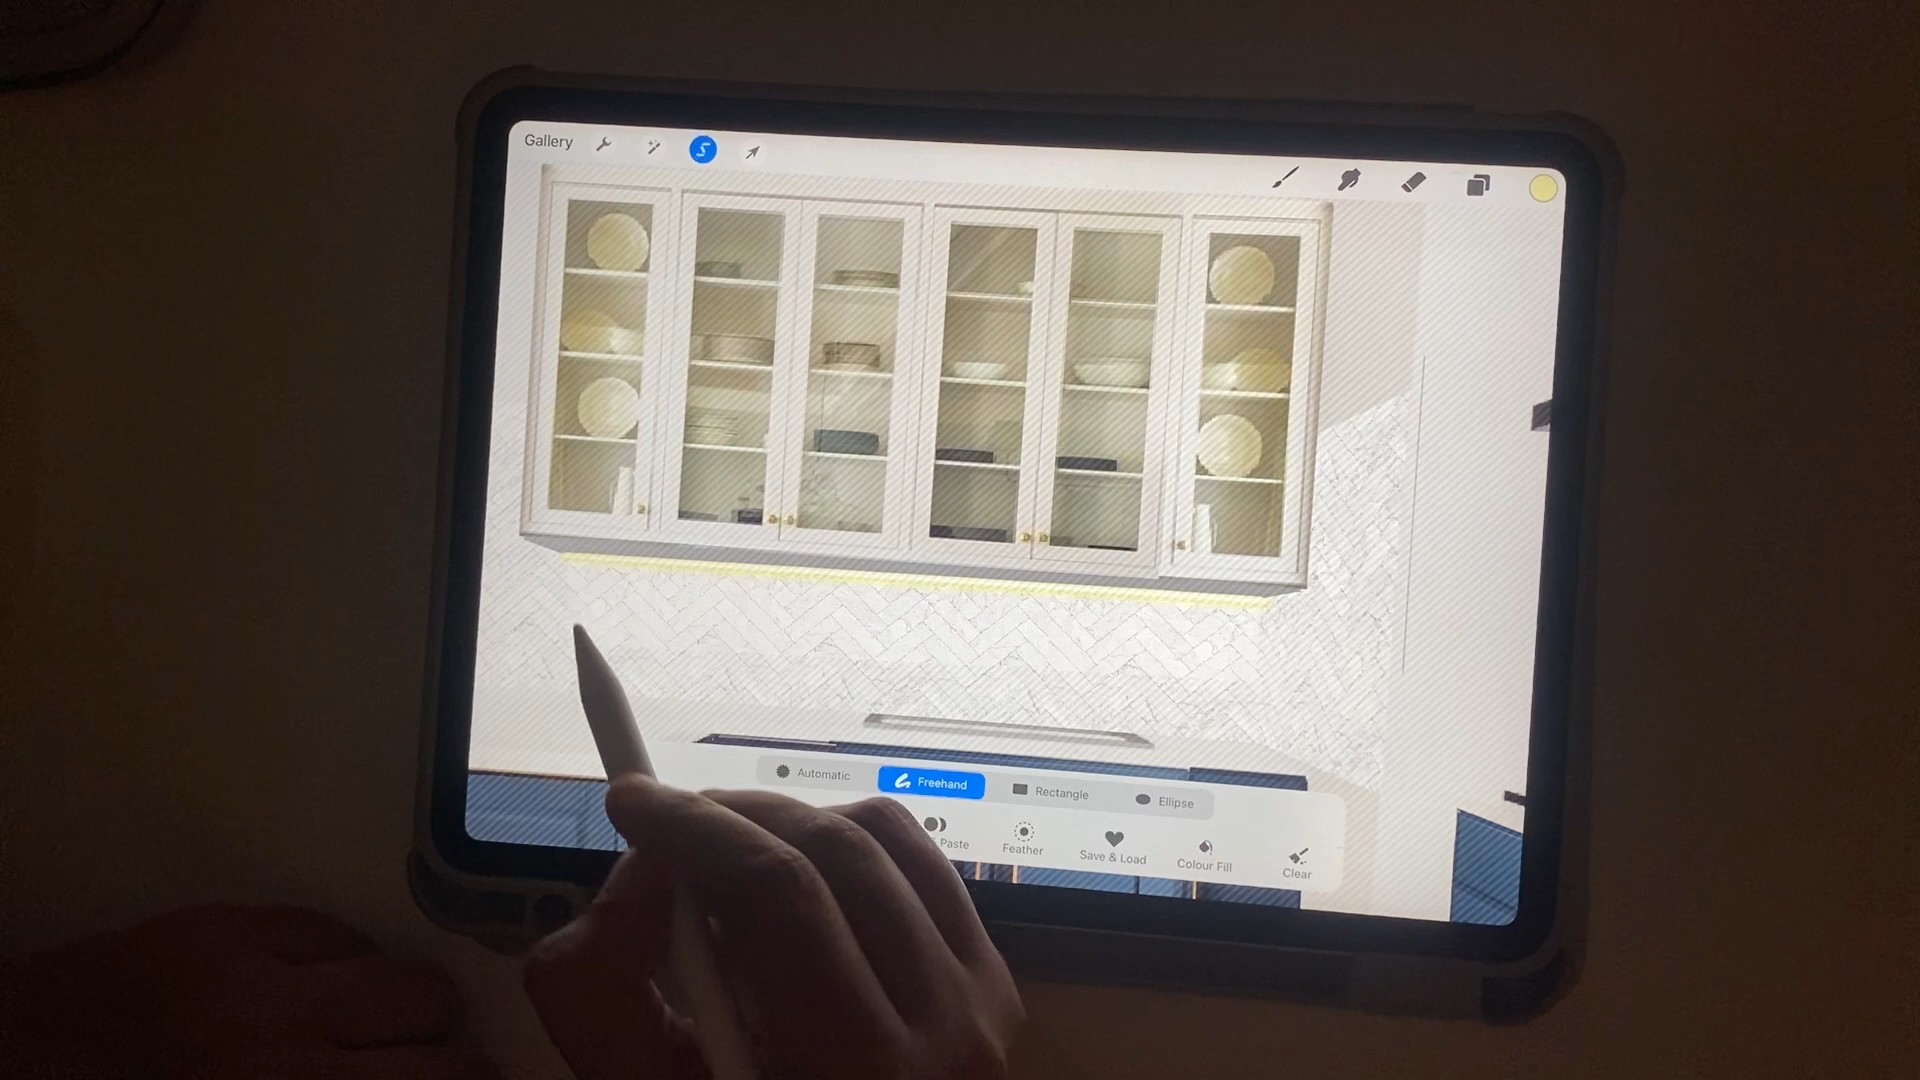 Gallery
Automatic
Freehand
Rectangle
Ellipse
Paste
Feather
Save & Load
Colour Fill
Clear